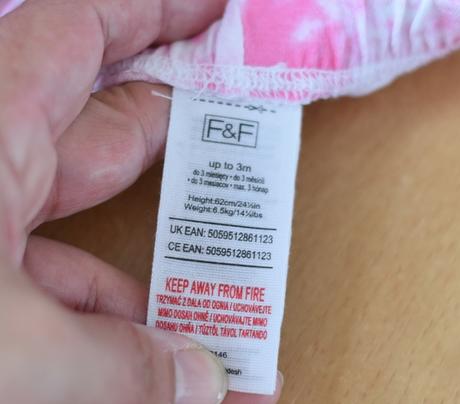 F&F
up to 3m
do 3 miesięcy • do 3 měsíců
• do 3 mesiacov • max. 3 hónap
Height:62cm/24½in
Weight:6.5kg/14½lbs
UK EAN: 5059512861123
CE EAN: 5059512861123
KEEP AWAY FROM FIRE
TRZYMAĆ Z DALA OD OGNIA / UCHOVÁVEJTE
MIMO DOSAH OHNĚ / UCHOVÁVAJTE MIMO
DOSAHU OHŇA / TŰZTŐL TÁVOL TARTANDÓ